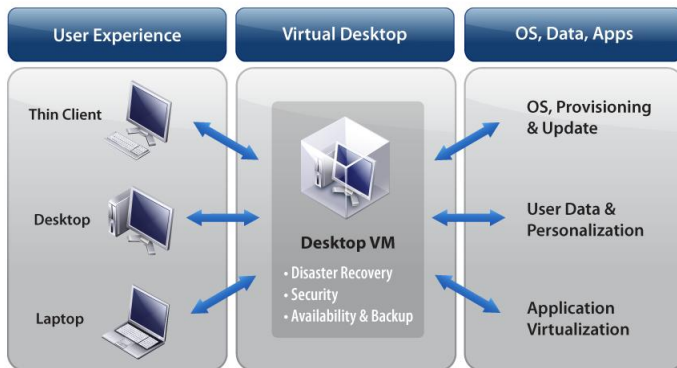 User Experience
Virtual Desktop
OS, Data, Apps
Thin Client
Desktop
Laptop
Desktop VM
• Disaster Recovery
• Security
• Availability & Backup
OS, Provisioning
& Update
User Data &
Personalization
Application
Virtualization